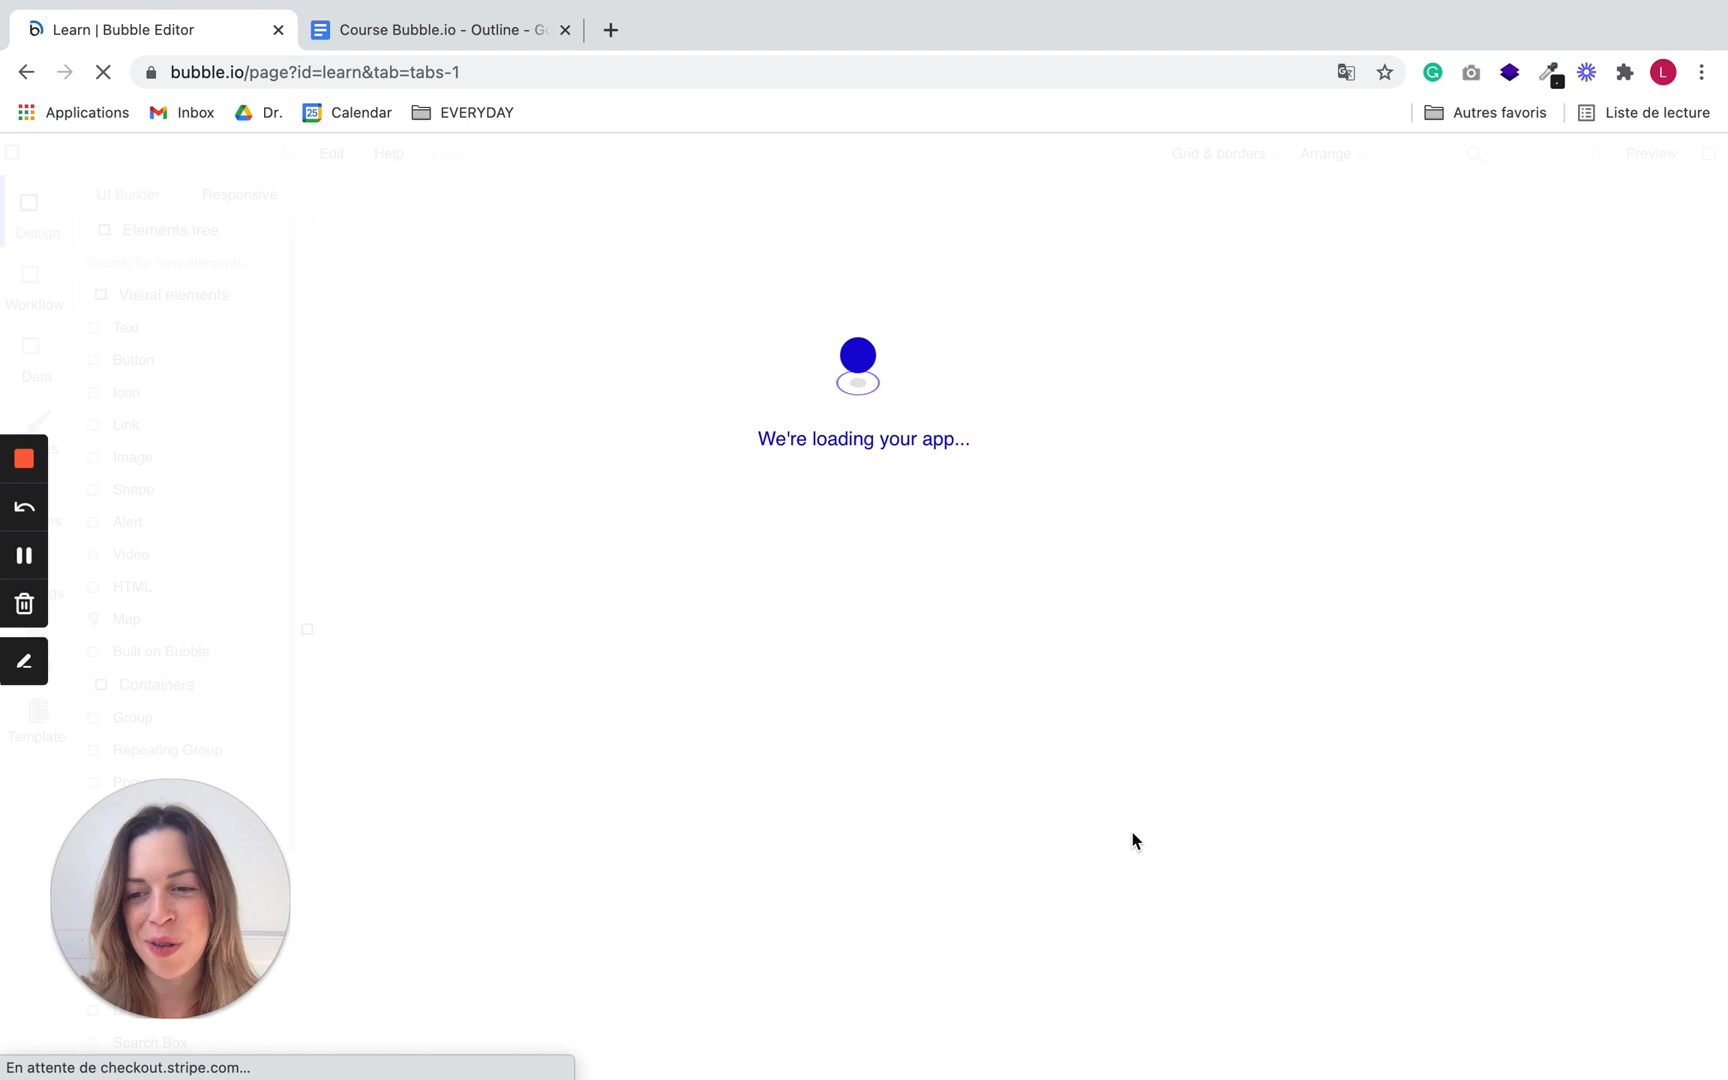 Learn | Bubble Editor
Course Bubble.io - Outline - Go
bubble.io/page?id=learn&tab=tabs-1
L
Applications
Inbox
Dr.
25
Calendar
EVERYDAY
Autres favoris
Liste de lecture
Edit
Help
Grid & borders
Arrange
Preview
UI Builder
Responsive
Design
Elements tree
Search for new elements...
Workflow
Visual elements
Text
Button
Data
Icon
Link
Image
Shape
Alert
Video
HTML
Map
Built on Bubble
Containers
Group
Template
Repeating Group
We're loading your app...
Search Box
En attente de checkout.stripe.com...